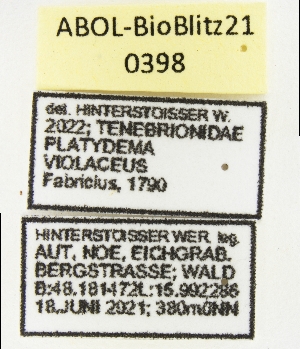 ABOL-BioBlitz21
0398
det. HINTERSTOISSER W.
2022; TENEBRIONIDAE
PLATYDEMA
VIOLACEUS
Fabricius, 1790
HINTERSTOISSER WER. leg.
AUT, NOE, EICHGRAB.
BERGSTRASSE; WALD
B:48.181472L:15.992286
18.JUNI 2021; 380mÜNN